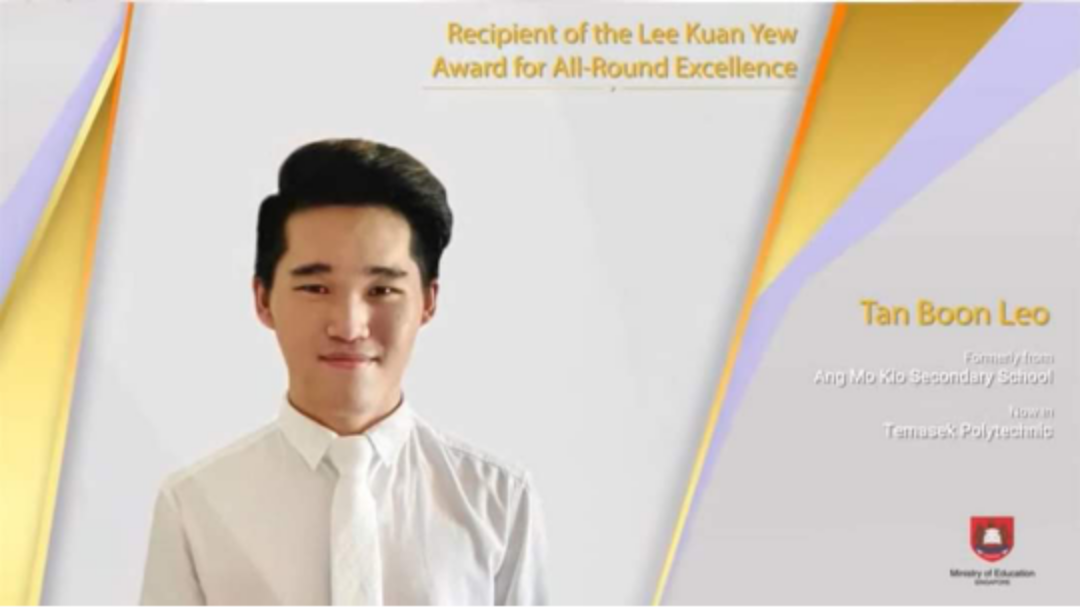 Recipient of the Lee Kuan Yew
Award for All-Round Excellence
Tan Boon Leo
Formerly from
Ang Mo Kio Secondary School
Now in
Temasek Polytechnic
Ministry of Education
SINGAPORE